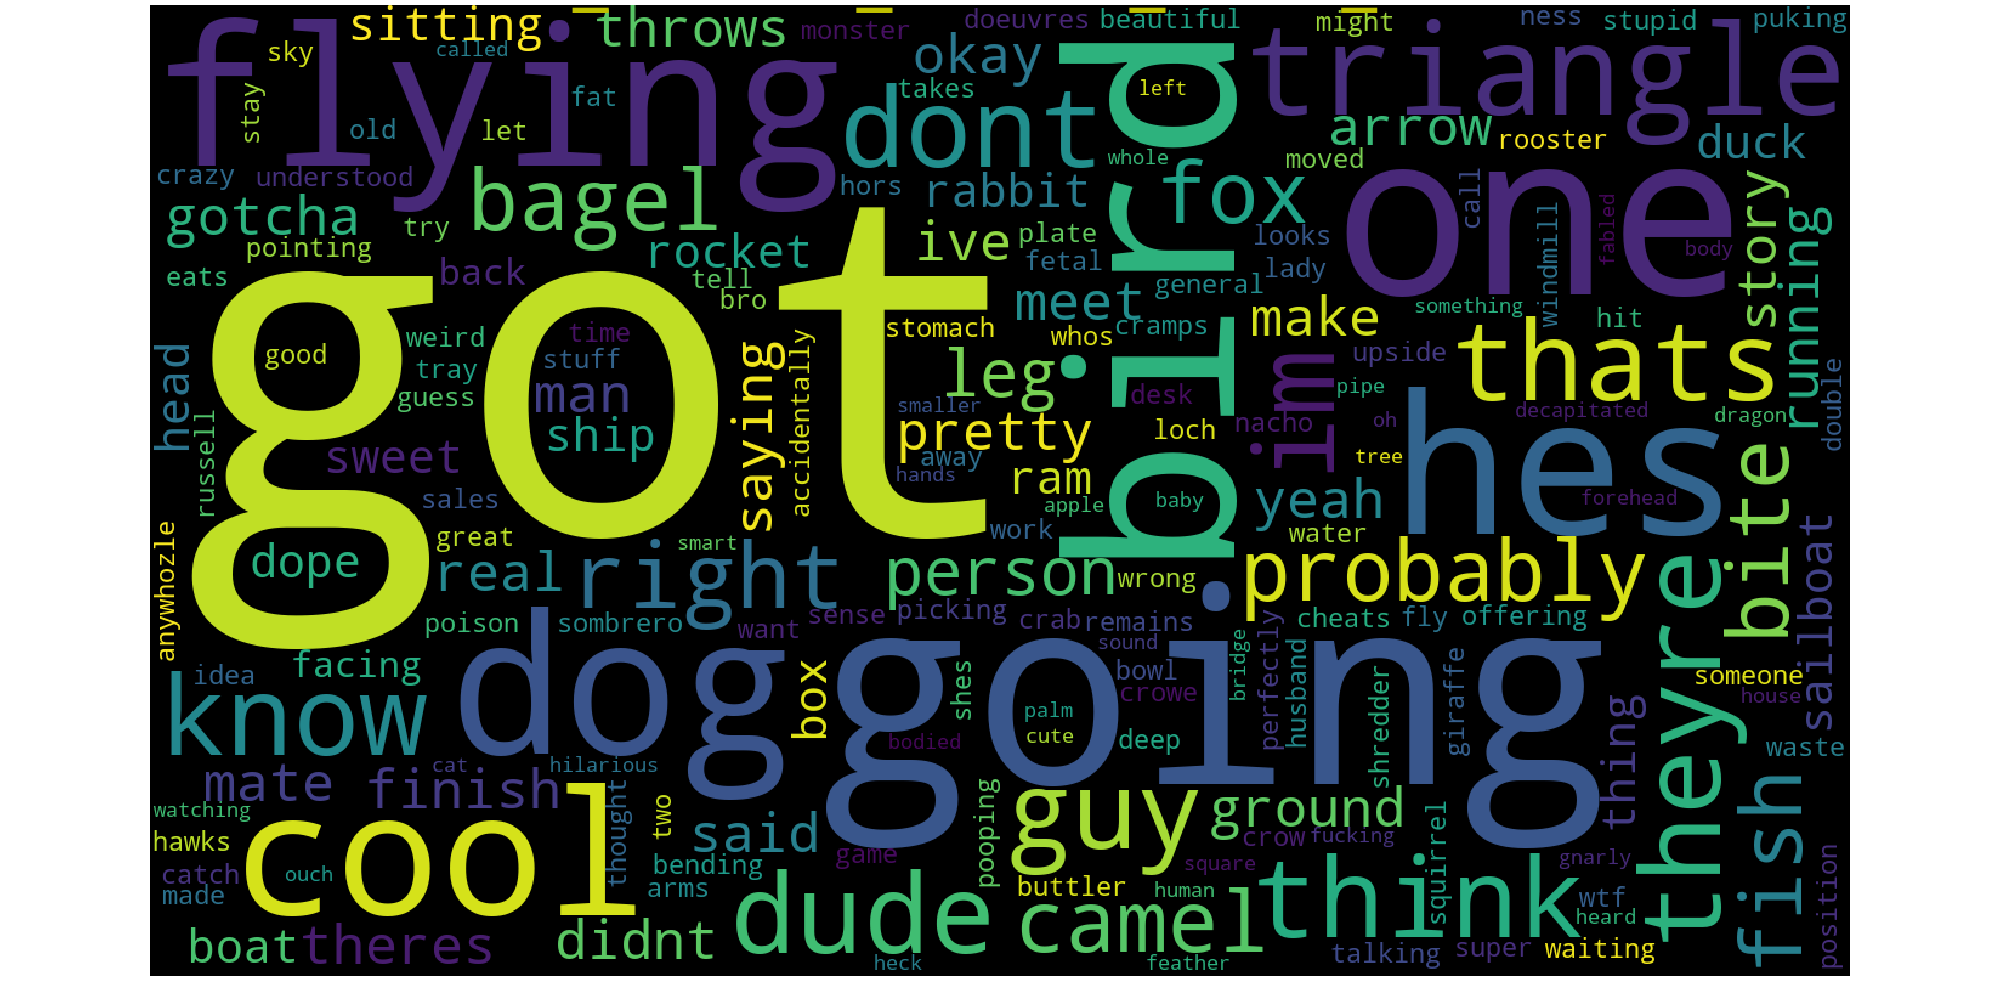 flying
sitting
throws
monster
doeuvres
beautiful
might
ness
stupid
puking
sky
called
okay
triangle
stay
fat
takes
left
old
let
dont
bird
arrow
rooster
duck
whole
moved
crazy
understood
bagel
hors
rabbit
fox
one
call
gotcha
try
ive
plate
looks
windmill
fabled
body
story
running
pointing
rocket
eats
back
tell
bro
fetal
general
lady
got
meet
something
weird
time
stomach
whos
cramps
make
hit
thats
good
stuff
tray
head
saying
accidentally
leg
im
upside
double
guess
man
smaller
desk
pipe
hes
decapitated
dragon
russell
ship
pretty
loch
nacho
oh
sweet
away
tree
sales
hands
ram
apple
baby
yeah
forehead
bite
anywhozle
great
smart
work
water
sailboat
dope
real
right
person
wrong
probably
theyre
poison
sombrero
want
sense
picking
crab
remains
cheats
fly
offering
facing
sound
bridge
perfectly
idea
box
shes
bowl
crowe
husband
shredder
giraffe
someone
house
know
dog
going
palm
cute
deep
thing
bodied
waste
cat
hilarious
mate
finish
watching
thought
two
pooping
guy
ground
fish
hawks
cool
said
game
crow
fucking
catch
bending
square
squirrel
gnarly
position
made
ouch
arms
buttler
human
think
wtf
heard
boat
theres
didnt
dude
camel
heck
feather
talking
super
waiting